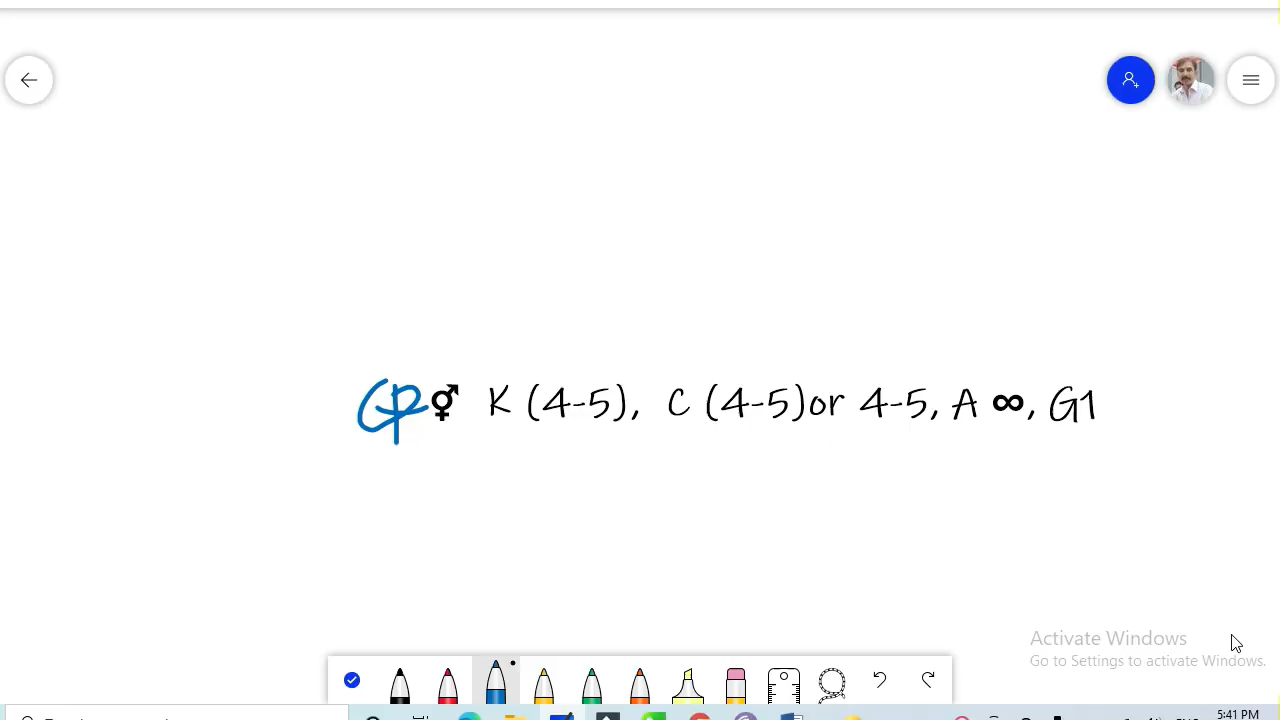 ⚥ K (4-5), C (4-5)or 4-5, A ∞, G1
Activate Windows
Go to Settings to activate Windows.
5:41 PM